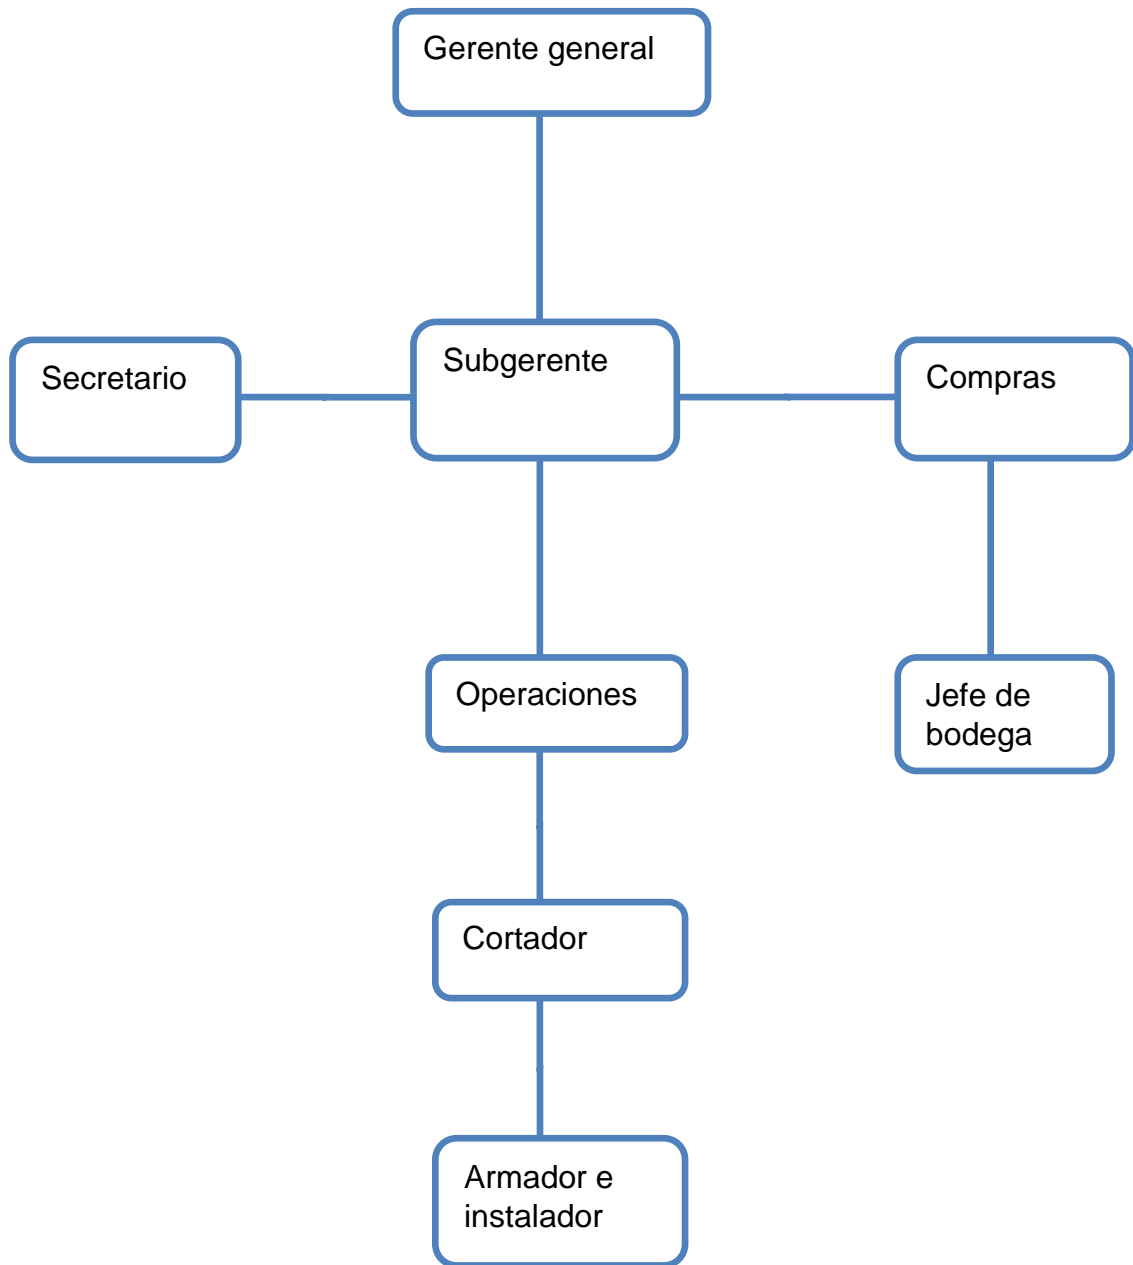 Gerente general
Secretario
Subgerente
Compras
Operaciones
Jefe de
bodega
Cortador
Armador e
instalador